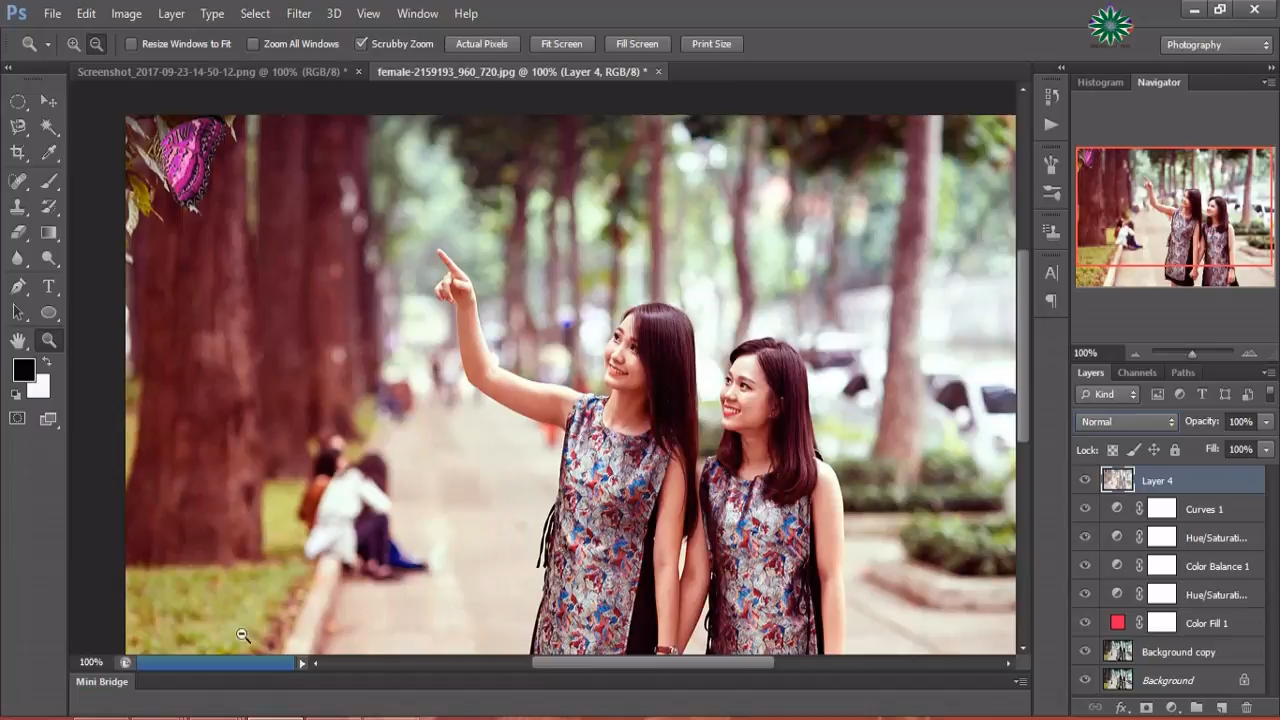 Ps File Edit Image Layer Type Select Filter 3D View Window Help
Resize Windows to Fit Zoom All Windows Scrubby Zoom Actual Pixels Fit Screen Fill Screen Print Size Photography
Screenshot_2017-09-23-14-50-12.png @ 100% (RGB/8) * × female-2159193_960_720.jpg @ 100% (Layer 4, RGB/8) * ×
Histogram Navigator
100%
Layers Channels Paths
Kind
Normal Opacity: 100%
Lock: Fill: 100%
Layer 4
Curves 1
Hue/Saturati...
Color Balance 1
Hue/Saturati...
Color Fill 1
Background copy
Background
100%
Mini Bridge